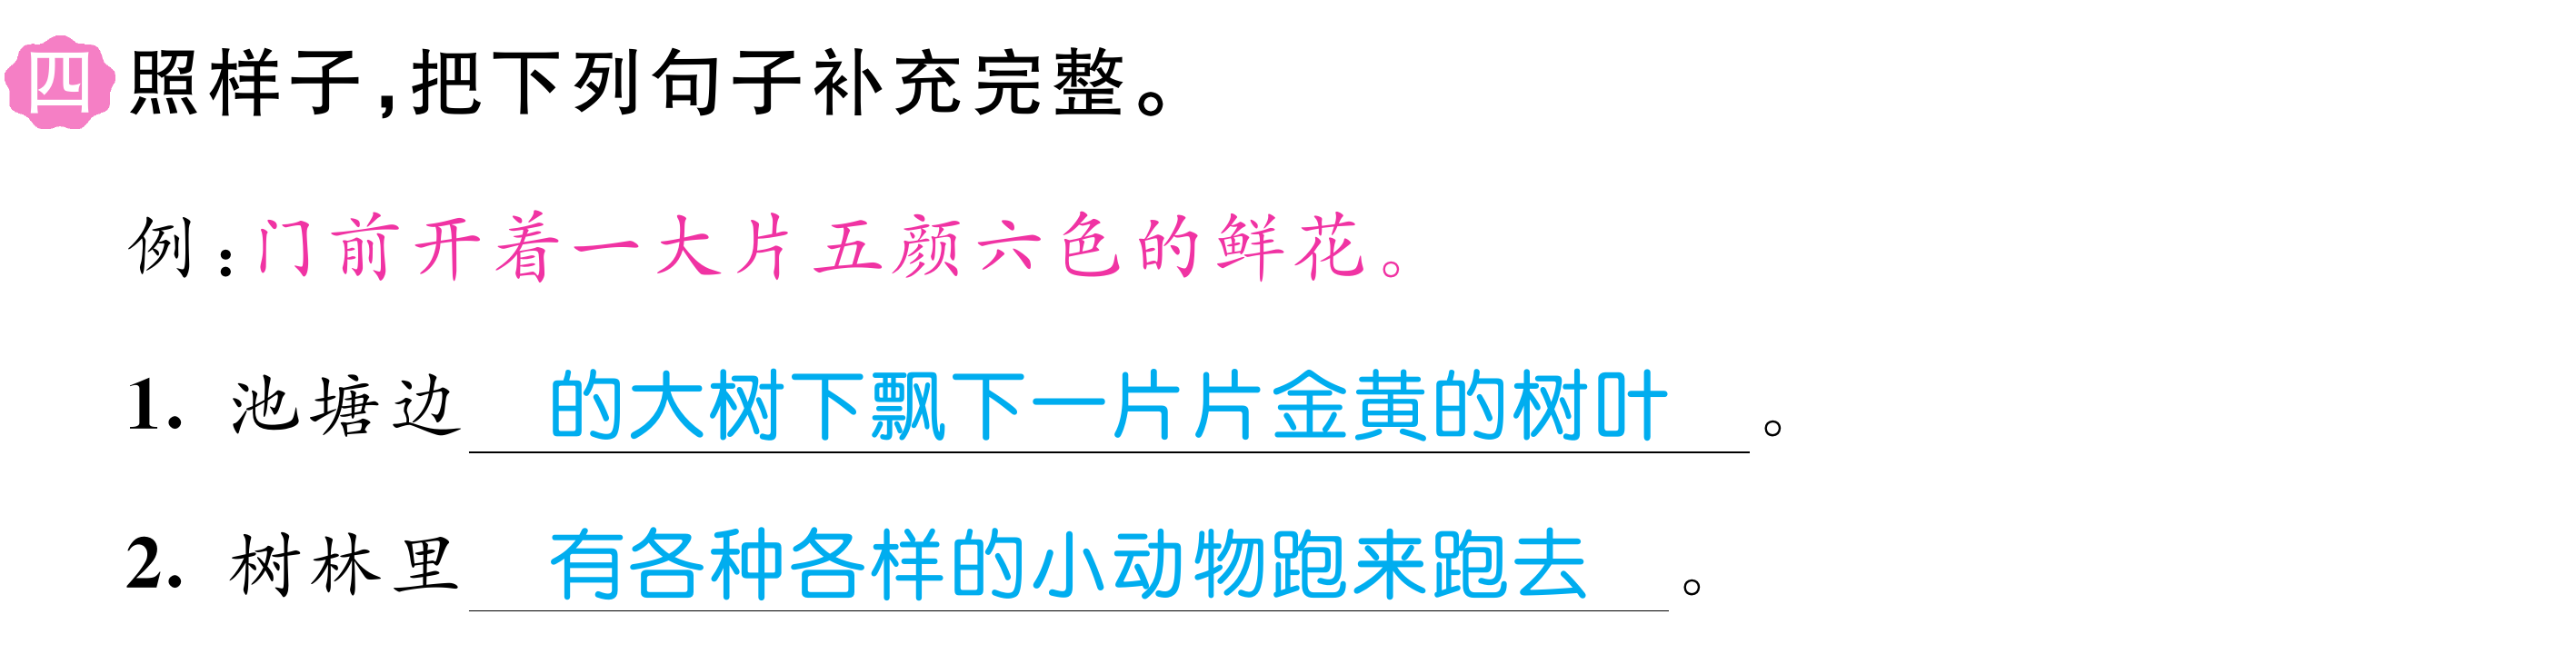 四 照样子,把下列句子补充完整。
例:门前开着一大片五颜六色的鲜花。
1. 池塘边 的大树下飘下一片片金黄的树叶 。
2. 树林里 有各种各样的小动物跑来跑去 。